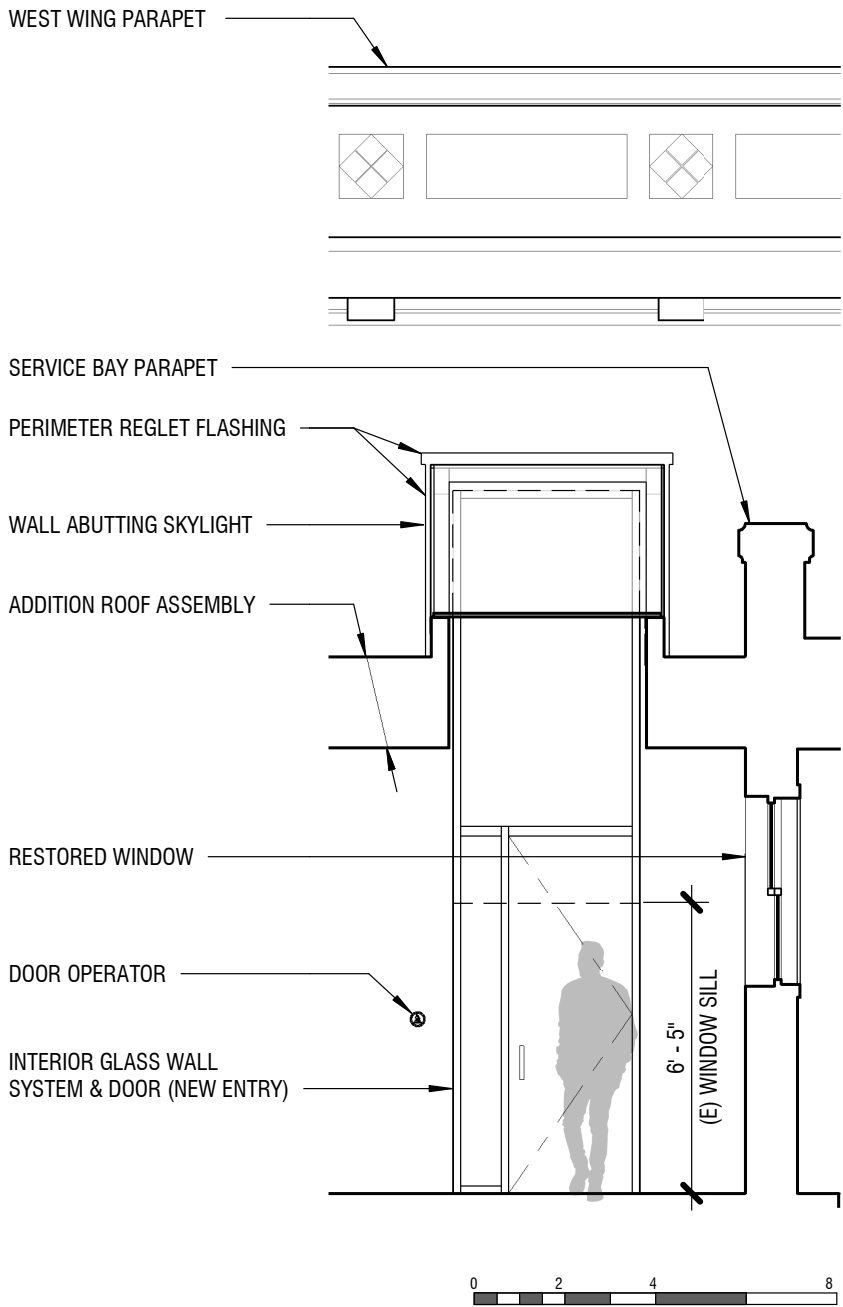 WEST WING PARAPET
SERVICE BAY PARAPET
PERIMETER REGLET FLASHING
WALL ABUTTING SKYLIGHT
ADDITION ROOF ASSEMBLY
RESTORED WINDOW
DOOR OPERATOR
INTERIOR GLASS WALL
SYSTEM & DOOR (NEW ENTRY)
6' - 5"
(E) WINDOW SILL
0 2 4 8